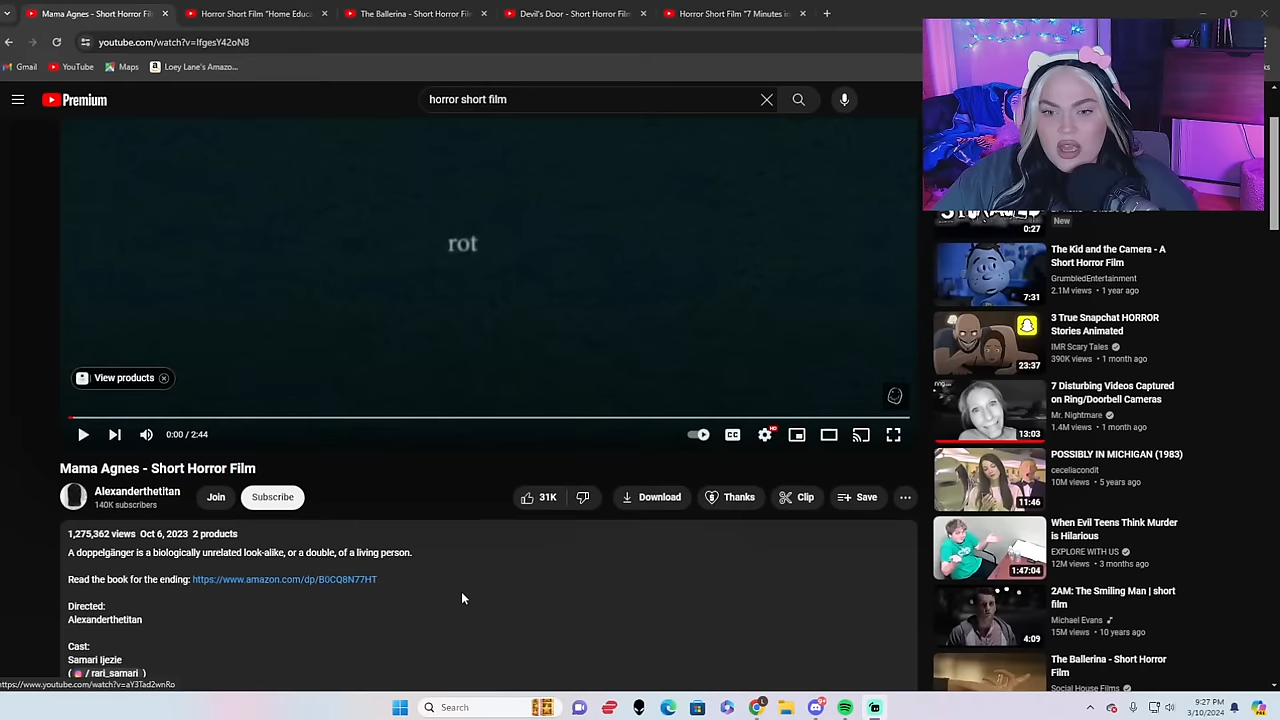 Mama Agnes - Short Horror Film
Horror Short Film "Home Educ
The Ballerina - Short Horror Film
Devil's Door - Short Horror Film
Horror Short Film "7 Minutes in
youtube.com/watch?v=IfgesY42oN8
Gmail
YouTube
Maps
Loey Lane's Amazo...
Premium
horror short film
rot
View products
0:00 / 2:44
HD
Mama Agnes - Short Horror Film
Alexanderthetitan
140K subscribers
Join
Subscribe
31K
Download
Thanks
Clip
Save
1,276,362 views Oct 6, 2023 2 products
A doppelgänger is a biologically unrelated look-alike, or a double, of a living person.
Read the book for the ending: https://www.amazon.com/dp/B0CQ8N77HT
Directed:
Alexanderthetitan
Cast:
Samari Ijezie
( / rari_samari )
https://www.youtube.com/watch?v=aY3Tad2wnRo
New
0:27
The Kid and the Camera - A
Short Horror Film
GrumbledEntertainment
2.1M views • 1 year ago
7:31
3 True Snapchat HORROR
Stories Animated
IMR Scary Tales
390K views • 1 month ago
23:37
7 Disturbing Videos Captured
on Ring/Doorbell Cameras
Mr. Nightmare
1.4M views • 1 month ago
13:03
POSSIBLY IN MICHIGAN (1983)
ceceliacondit
10M views • 5 years ago
11:46
When Evil Teens Think Murder
is Hilarious
EXPLORE WITH US
12M views • 3 months ago
1:47:04
2AM: The Smiling Man | short
film
Michael Evans
15M views • 10 years ago
4:09
The Ballerina - Short Horror
Film
Social House Films
Search
9:27 PM
3/10/2024